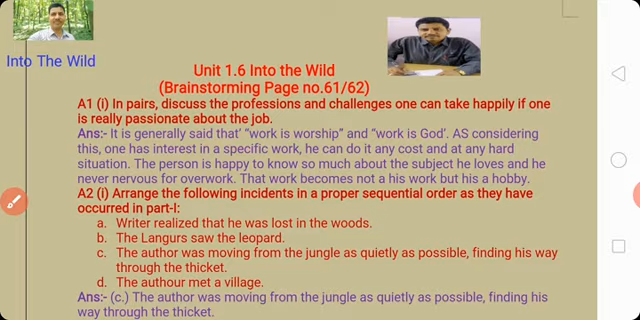 Into The Wild
Unit 1.6 Into the Wild
(Brainstorming Page no.61/62)
A1 (i) In pairs, discuss the professions and challenges one can take happily if one
is really passionate about the job.
Ans:- It is generally said that “work is worship” and “work is God’. AS considering
this, one has interest in a specific work, he can do it any cost and at any hard
situation. The person is happy to know so much about the subject he loves and he
never nervous for overwork. That work becomes not a his work but his a hobby.
A2 (i) Arrange the following incidents in a proper sequential order as they have
occurred in part-I:
a. Writer realized that he was lost in the woods.
b. The Langurs saw the leopard.
c. The author was moving from the jungle as quietly as possible, finding his way
through the thicket.
d. The authour met a village.
Ans:- (c.) The author was moving from the jungle as quietly as possible, finding his
way through the thicket.